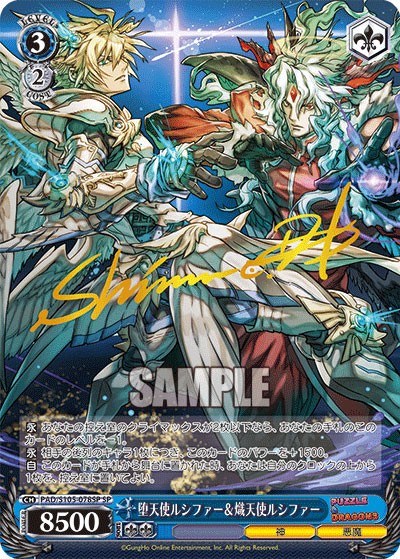 LEVEL
3
2
COST
SAMPLE
永 あなたの控え室のクライマックスが2枚以下なら、あなたの手札のこの
カードのレベルを-1。
永 相手の後列のキャラ1枚につき、このカードのパワーを+1500。
自 このカードが手札から舞台に置かれた時、あなたは自分のクロックの上から
1枚を、控え室に置いてよい。
CH PAD/S105-078SP SP
堕天使ルシファー&熾天使ルシファー
PUZZLE & DRAGONS
POWER
8500
神
悪魔
©GungHo Online Entertainment, Inc. All Rights Reserved.